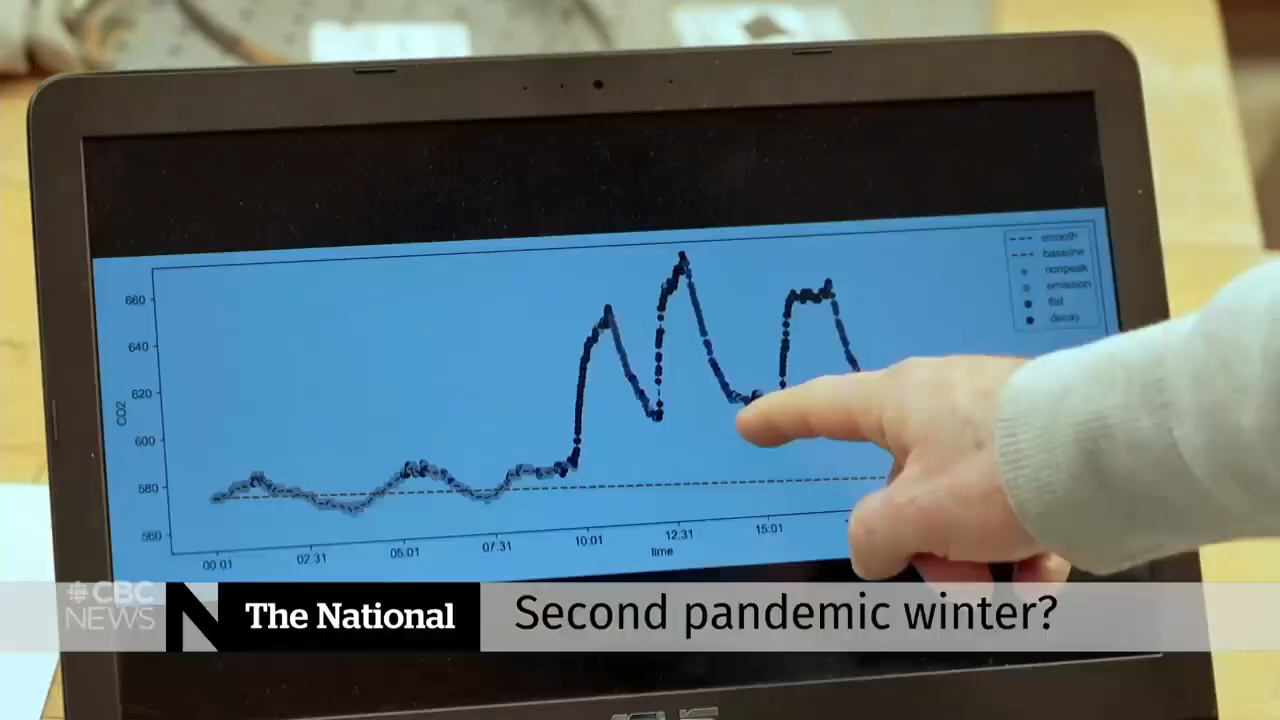 smooth
baseline
nonpeak
emission
flat
decay
660
640
620
600
580
560
CO2
00:01
02:31
05:01
07:31
10:01
12:31
15:01
time
CBC
NEWS
N
The National
Second pandemic winter?